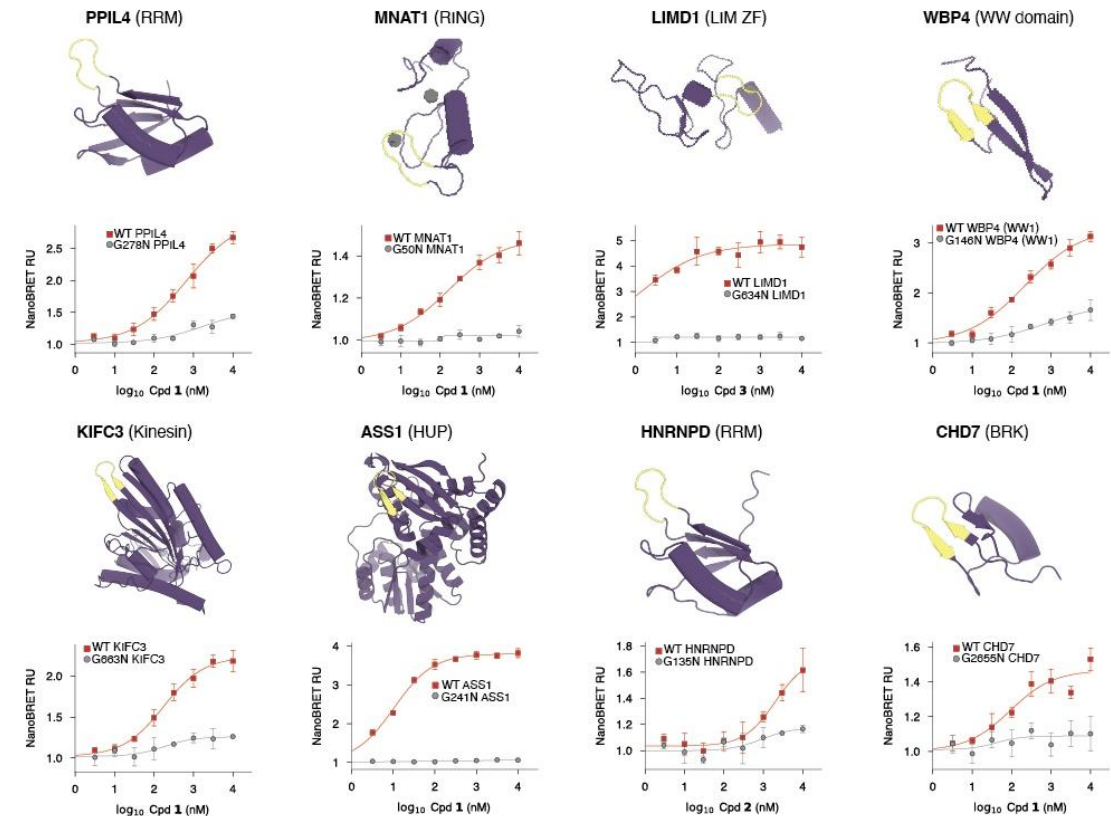 PPIL4 (RRM)
MNAT1 (RING)
LIMD1 (LIM ZF)
WBP4 (WW domain)
NanoBRET RU
2.5
2.0
1.5
1.0
WT PPIL4
G278N PPIL4
0 1 2 3 4
log10 Cpd 1 (nM)
NanoBRET RU
1.4
1.2
1.0
WT MNAT1
G50N MNAT1
0 1 2 3 4
log10 Cpd 1 (nM)
NanoBRET RU
5
4
3
2
1
WT LIMD1
G634N LIMD1
0 1 2 3 4
log10 Cpd 3 (nM)
NanoBRET RU
3
2
1
WT WBP4 (WW1)
G146N WBP4 (WW1)
0 1 2 3 4
log10 Cpd 1 (nM)
KIFC3 (Kinesin)
ASS1 (HUP)
HNRNPD (RRM)
CHD7 (BRK)
NanoBRET RU
2.0
1.5
1.0
WT KIFC3
G663N KIFC3
0 1 2 3 4
log10 Cpd 1 (nM)
NanoBRET RU
4
3
2
1
WT ASS1
G241N ASS1
0 1 2 3 4
log10 Cpd 1 (nM)
NanoBRET RU
1.8
1.6
1.4
1.2
1.0
WT HNRNPD
G135N HNRNPD
0 1 2 3 4
log10 Cpd 2 (nM)
NanoBRET RU
1.6
1.4
1.2
1.0
WT CHD7
G2655N CHD7
0 1 2 3 4
log10 Cpd 1 (nM)